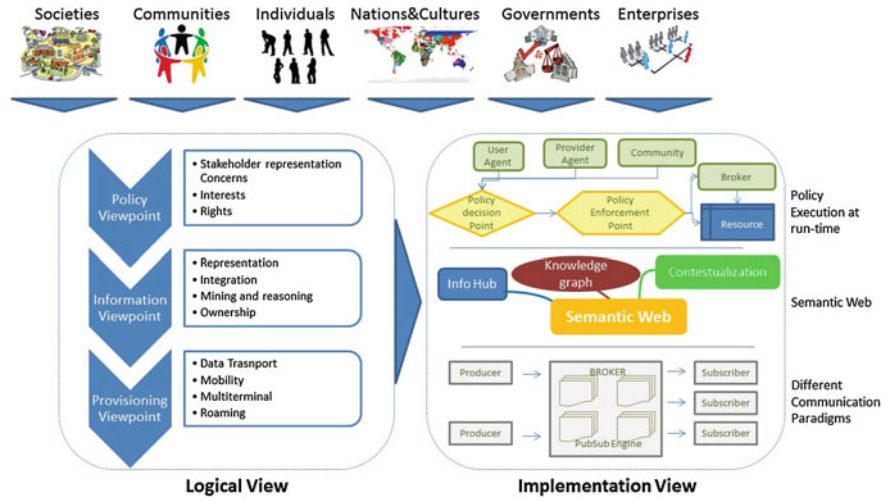 Societies
Communities
Individuals
Nations&Cultures
Governments
Enterprises
Policy
Viewpoint
• Stakeholder representation
Concerns
• Interests
• Rights
Information
Viewpoint
• Representation
• Integration
• Mining and reasoning
• Ownership
Provisioning
Viewpoint
• Data Trasnport
• Mobility
• Multiterminal
• Roaming
Logical View
User
Agent
Provider
Agent
Community
Broker
Policy
decision
Point
Policy
Enforcement
Point
Resource
Policy
Execution at
run-time
Info Hub
Knowledge
graph
Contestualization
Semantic Web
Semantic Web
Producer
BROKER
Subscriber
Subscriber
Producer
PubSub Engine
Subscriber
Different
Communication
Paradigms
Implementation View